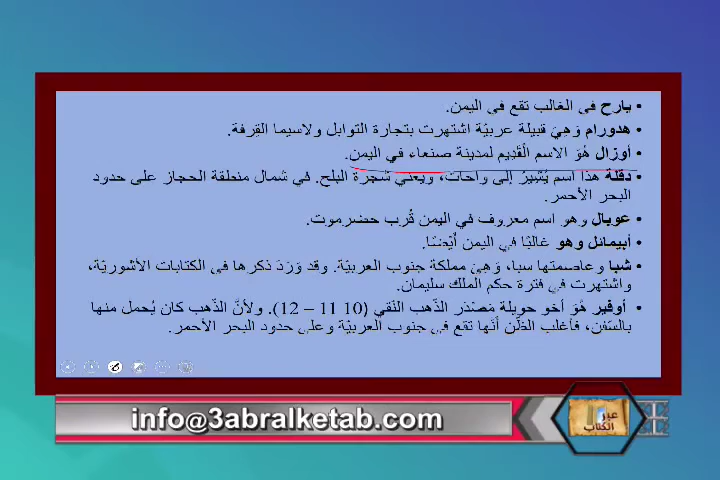 • يارح في الغالب تقع في اليمن.
• هدورام وَهِيَ قبيلة عربيّة اشتهرت بتجارة التوابل ولاسيما القِرفة.
• أوزال هُوَ الاسم الْقَدِيم لمدينة صنعاء في اليمن.
• دقلة هذا اسم يُشِيرُ إلى واحات، ويعني شجرة البلح. في شمال منطقة الحجاز على حدود
البحر الأحمر.
• عوبال وهو اسم معروف في اليمن قُرب حضرموت.
• أبيمائل وهو غالبًا في اليمن أيضًا.
• شبا وعاصمتها سبا، وَهِيَ مملكة جنوب العربيّة. وقد وَرَدَ ذكرها في الكتابات الأشوريّة،
واشتهرت في فترة حكم الملك سليمان.
• أوفير هُوَ أخو حويلة مَصْدَر الذّهب النّقي (10 11 – 12). ولأنّ الذّهب كان يُحمل منها
بالسّفن، فأغلب الظّن أنّها تقع في جنوب العربيّة وعلى حدود البحر الأحمر.
info@3abralketab.com
عبر
الكتاب